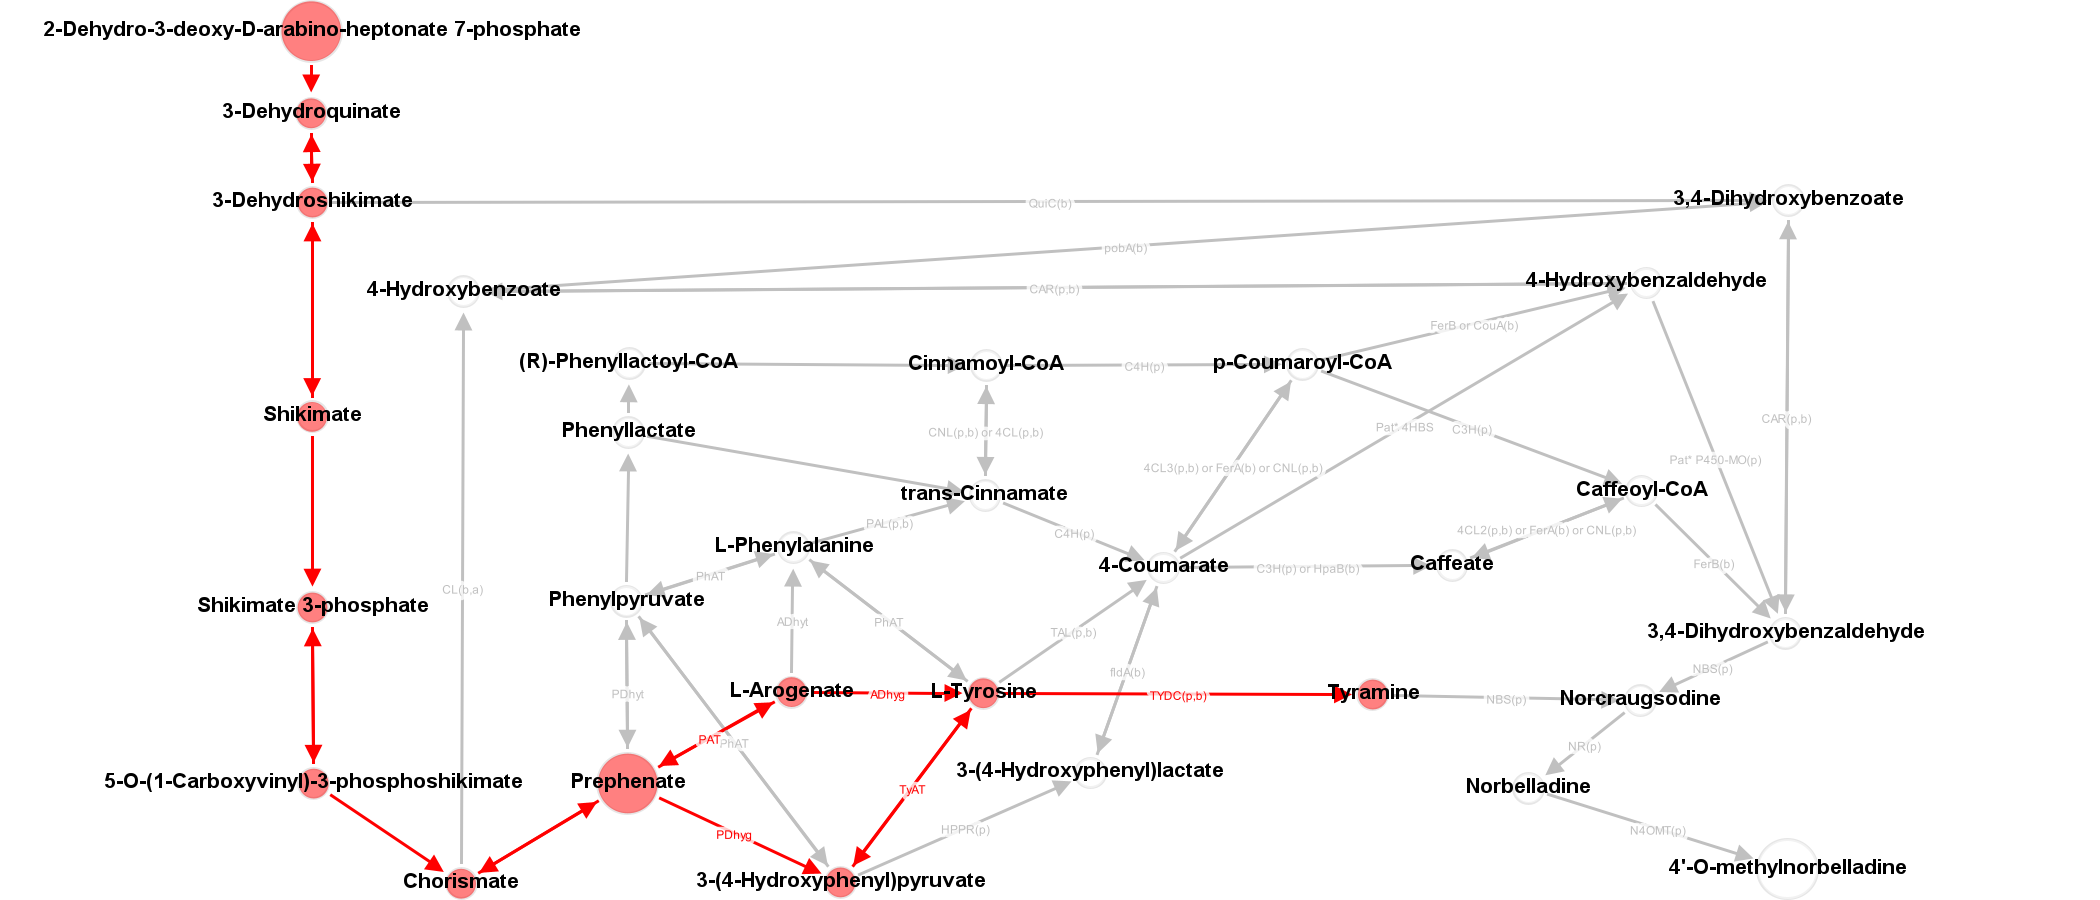 2-Dehydro-3-deoxy-D-arabino-heptonate 7-phosphate
3-Dehydroquinate
3-Dehydroshikimate
QuiC(b)
3,4-Dihydroxybenzoate
pobA(b)
4-Hydroxybenzoate
CAR(p,b)
4-Hydroxybenzaldehyde
FerB or CouA(b)
(R)-Phenyllactoyl-CoA
Cinnamoyl-CoA
C4H(p)
p-Coumaroyl-CoA
Shikimate
Phenyllactate
CNL(p,b) or 4CL(p,b)
Pat* 4HBS
C3H(p)
CAR(p,b)
4CL3(p,b) or FerA(b) or CNL(p,b)
Pat* P450-MO(p)
trans-Cinnamate
Caffeoyl-CoA
PAL(p,b)
C4H(p)
4CL2(p,b) or FerA(b) or CNL(p,b)
L-Phenylalanine
4-Coumarate
C3H(p) or HpaB(b)
Caffeate
FerB(b)
PhAT
CL(b,a)
Phenylpyruvate
Shikimate 3-phosphate
ADhyt
PhAT
TAL(p,b)
3,4-Dihydroxybenzaldehyde
fldA(b)
NBS(p)
PDhyt
L-Arogenate
ADhyg
L-Tyrosine
TYDC(p,b)
Tyramine
NBS(p)
Norcraugsodine
PAT
PhAT
NR(p)
5-O-(1-Carboxyvinyl)-3-phosphoshikimate
Prephenate
TyAT
3-(4-Hydroxyphenyl)lactate
Norbelladine
PDhyg
HPPR(p)
N4OMT(p)
Chorismate
3-(4-Hydroxyphenyl)pyruvate
4'-O-methylnorbelladine